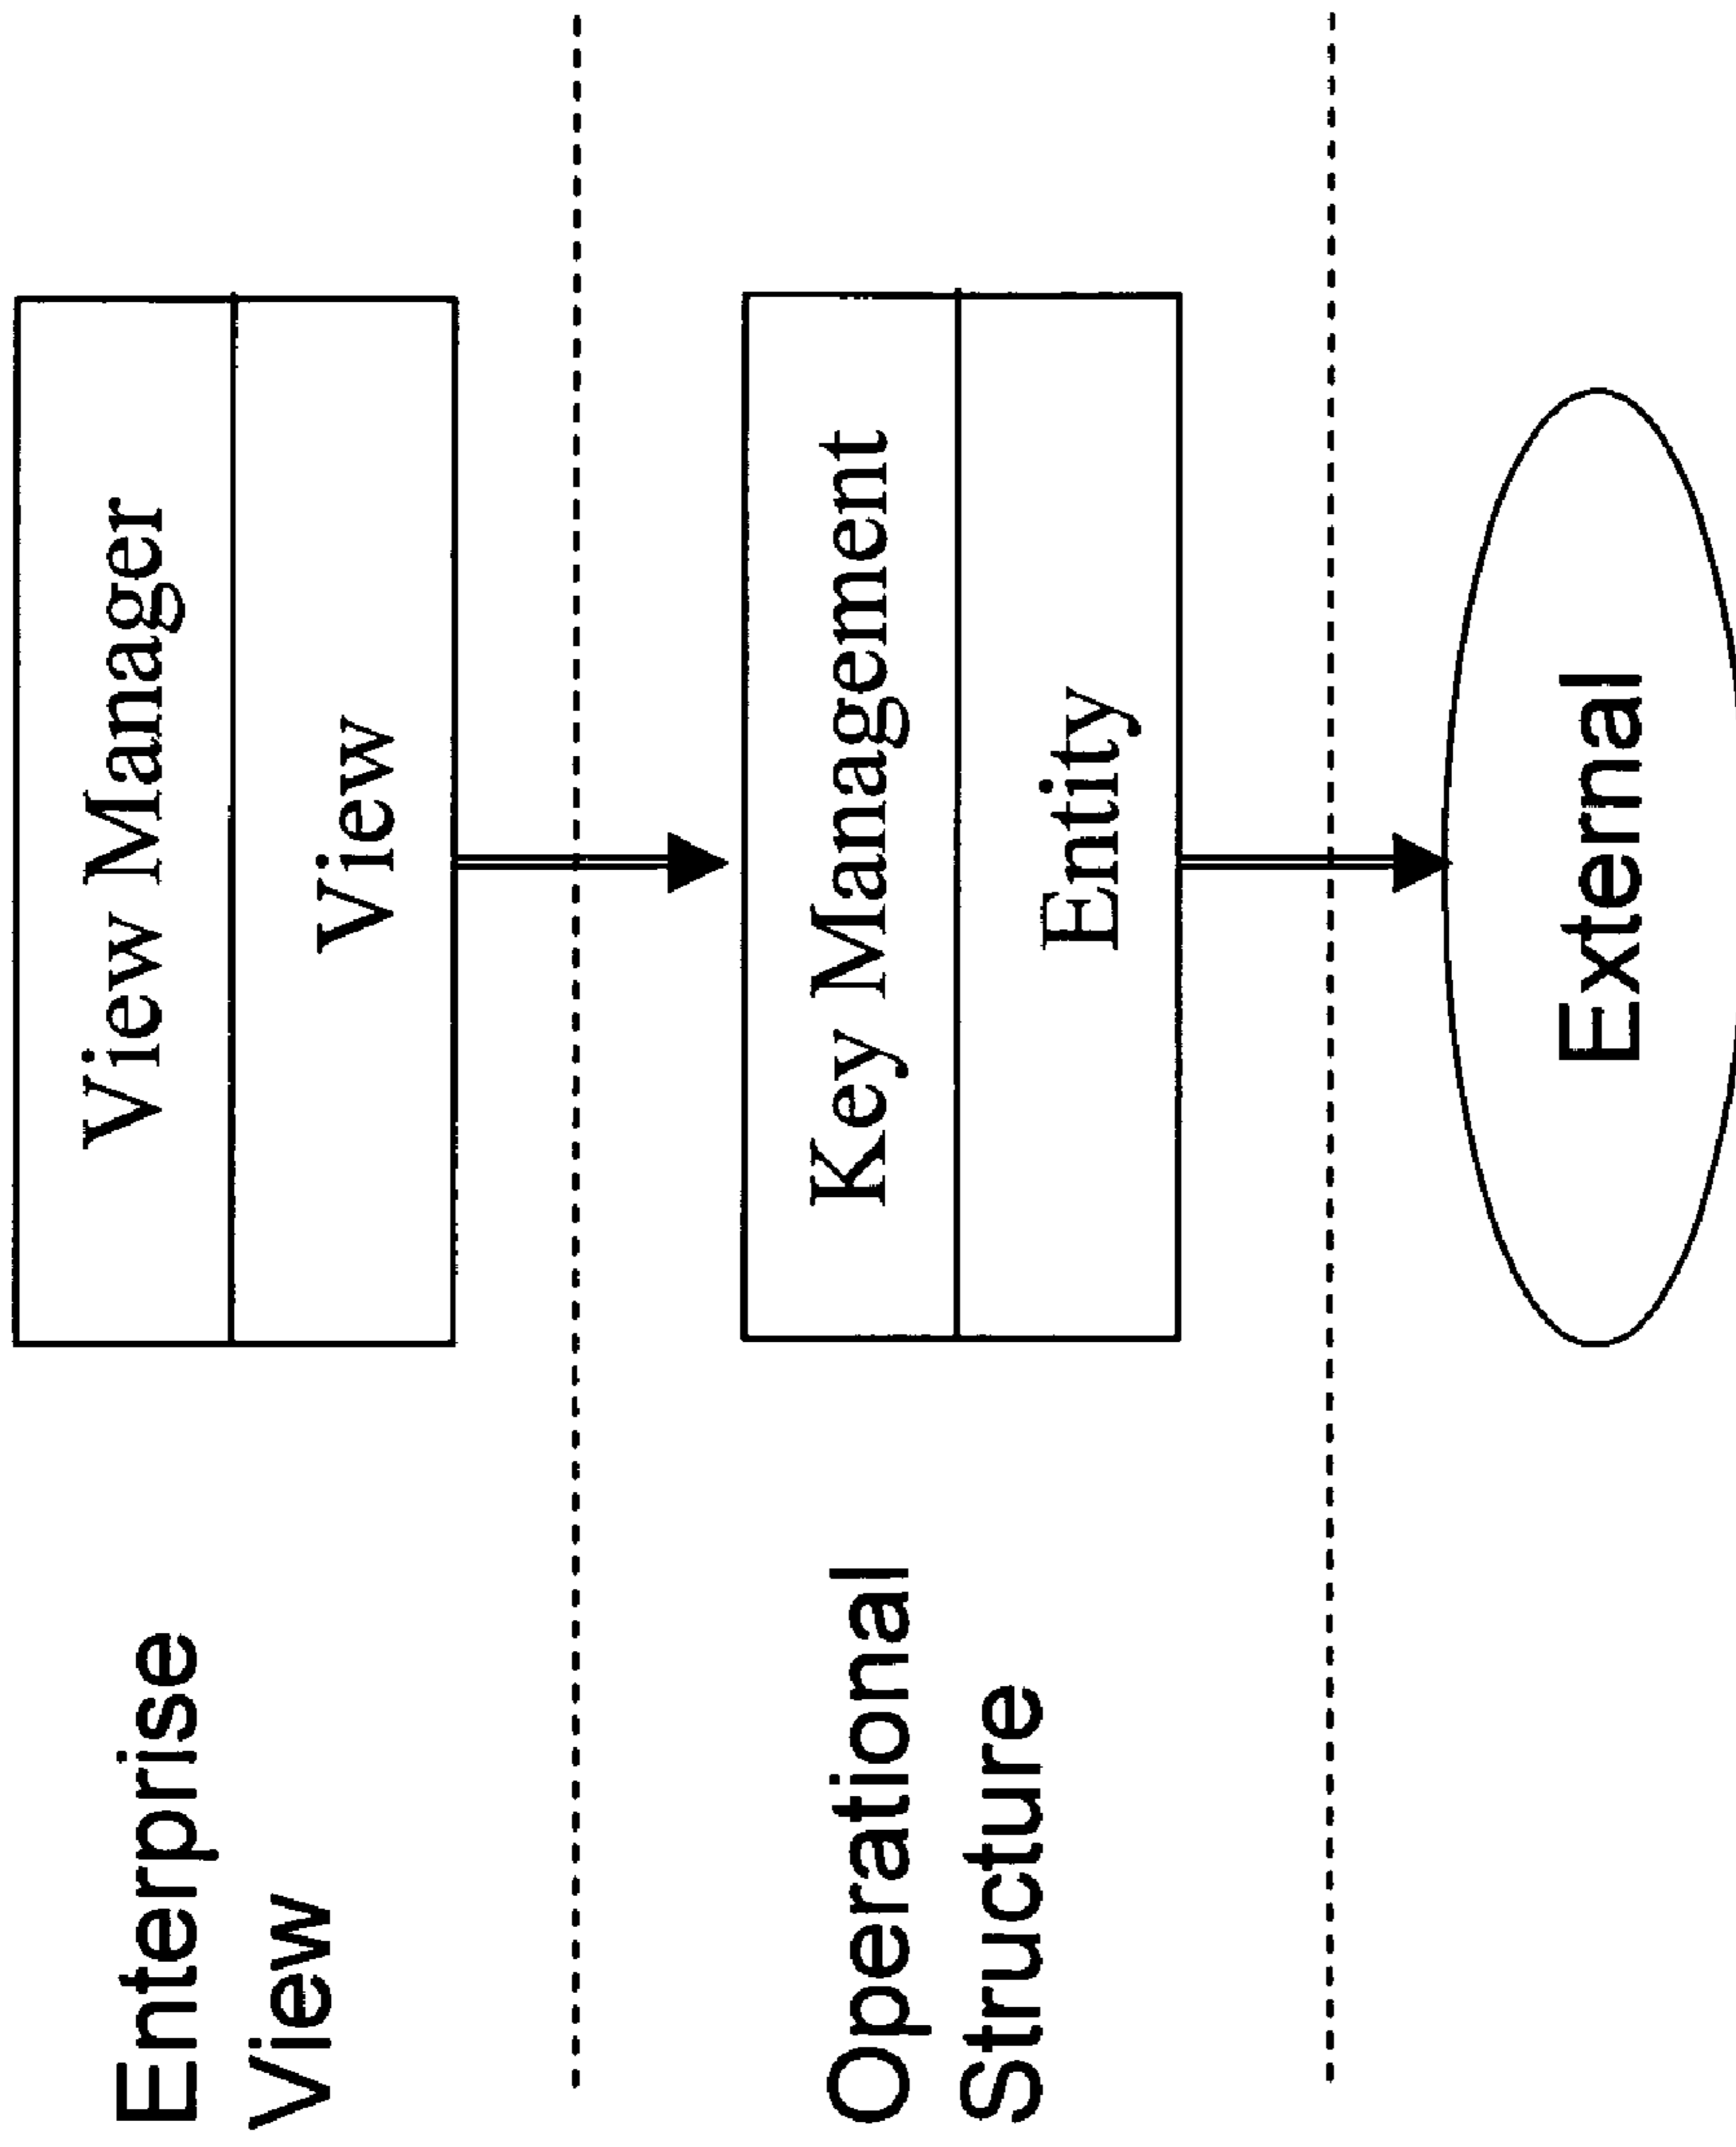 Enterprise
View
View Manager
View
Operational
Structure
Key Management
Entity
External